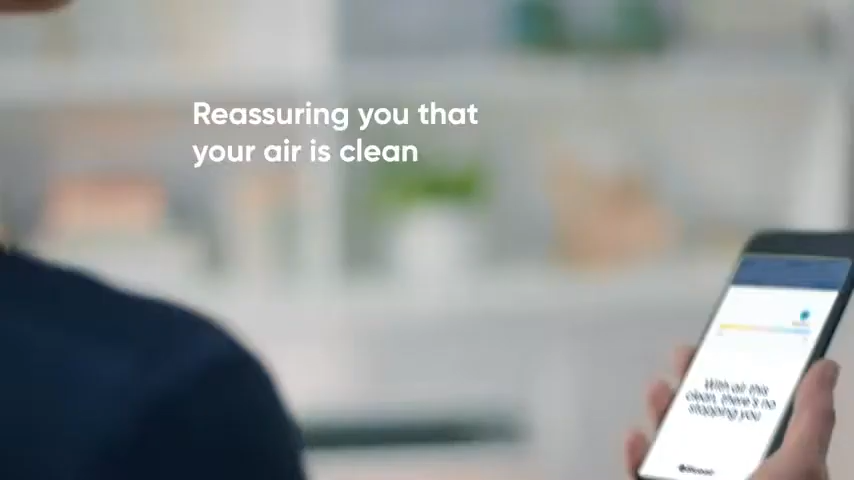 Reassuring you that
your air is clean
With air this
clean, there's no
stopping you